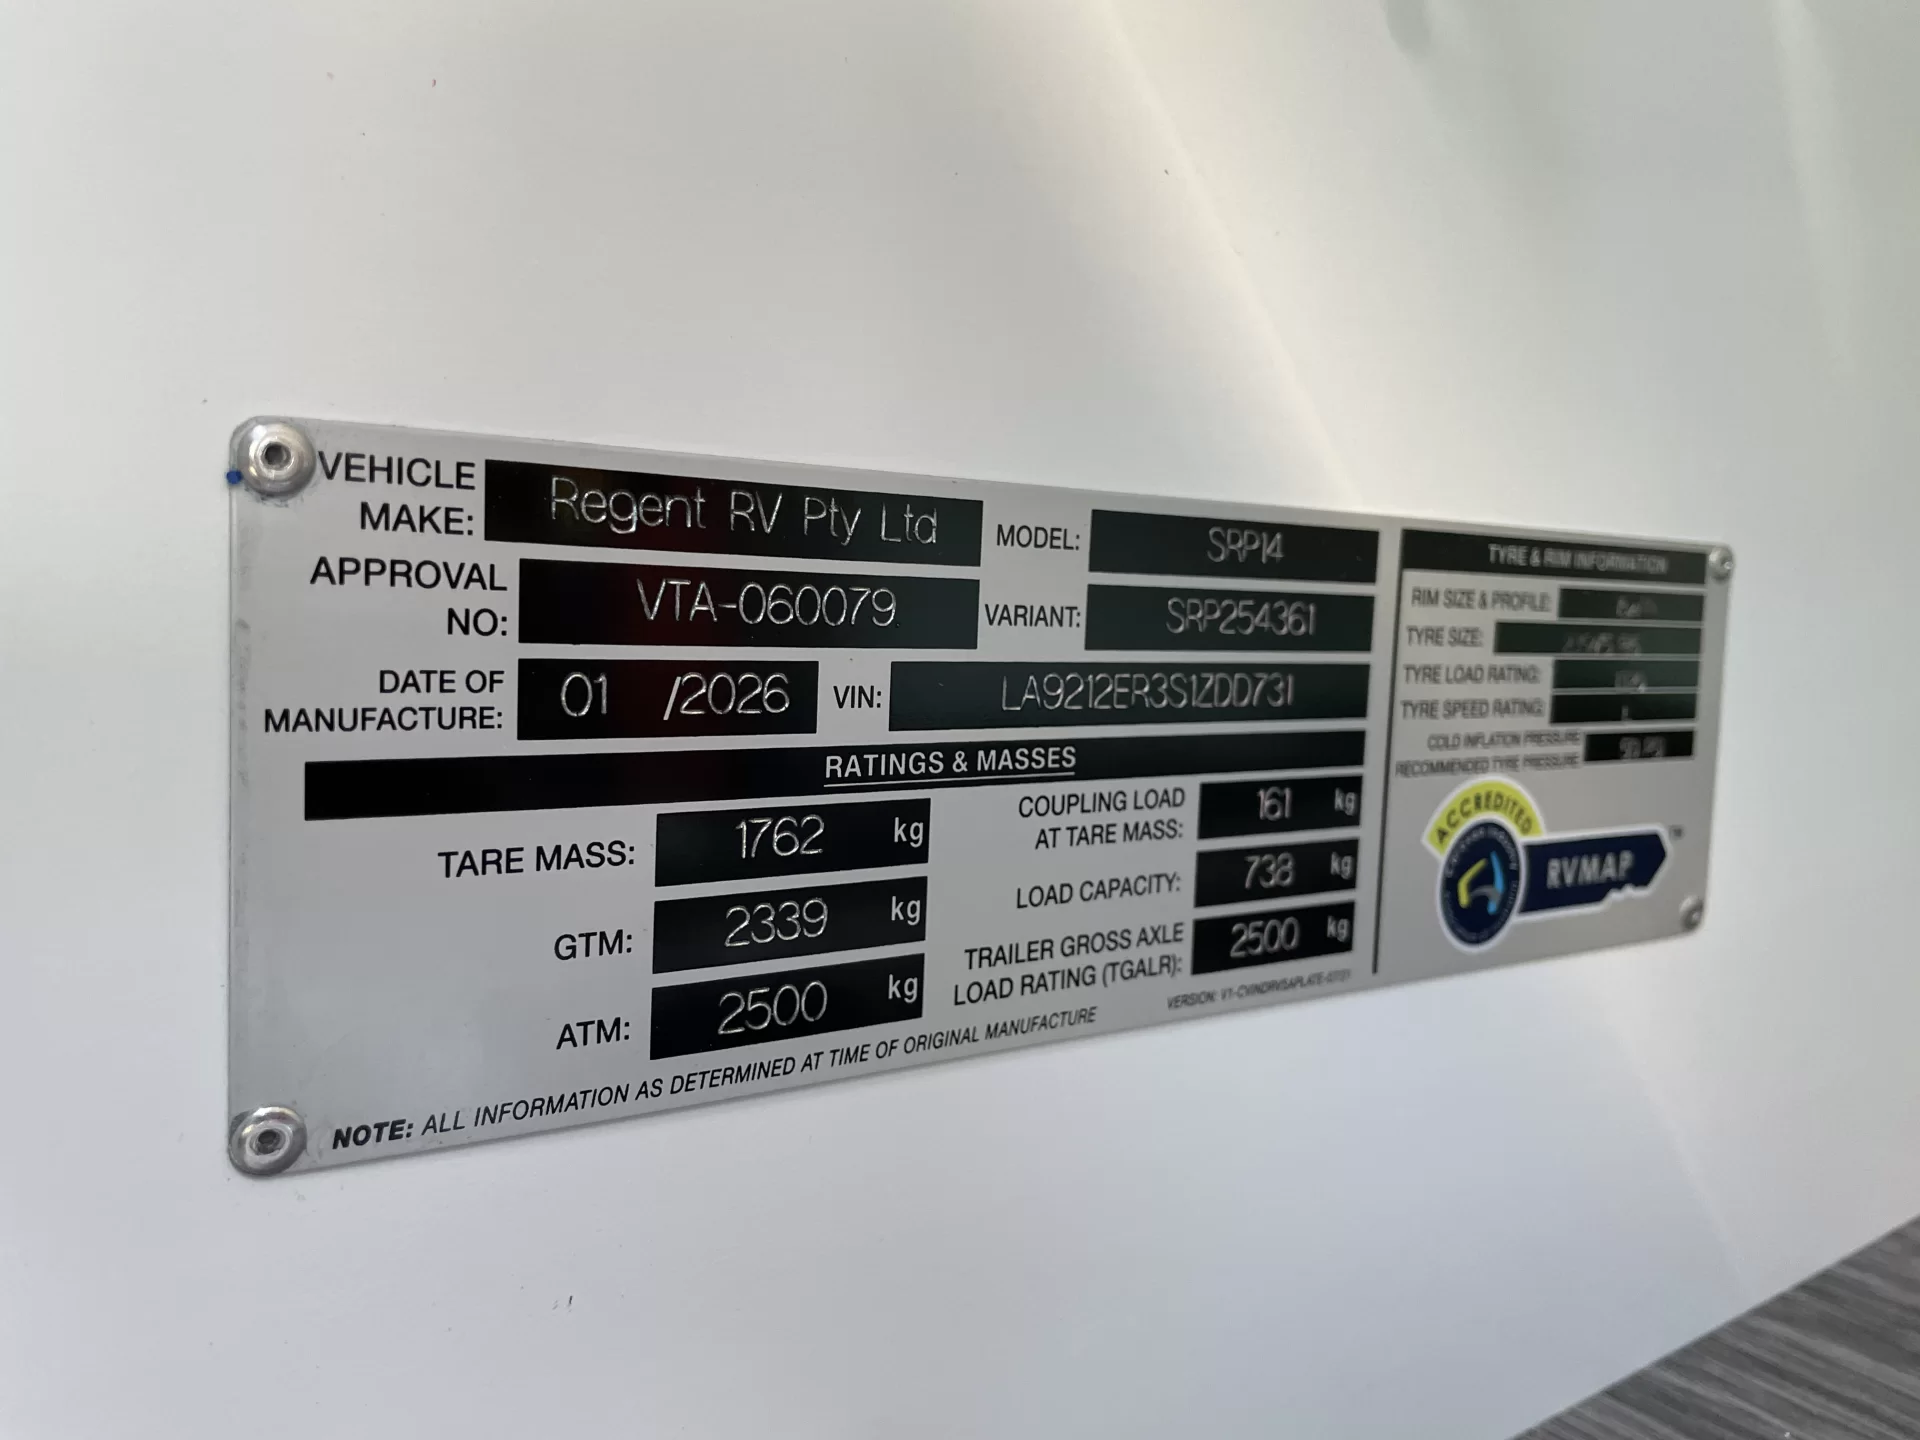 VEHICLE MAKE: Regent RV Pty Ltd
MODEL: SRP14
APPROVAL NO: VTA-060079
VARIANT: SRP254361
DATE OF MANUFACTURE: 01 /2026
VIN: LA9212ER3S1ZDD731
RATINGS & MASSES
TARE MASS: 1762 kg
GTM: 2339 kg
ATM: 2500 kg
COUPLING LOAD AT TARE MASS: 161 kg
LOAD CAPACITY: 738 kg
TRAILER GROSS AXLE LOAD RATING (TGALR): 2500 kg
NOTE: ALL INFORMATION AS DETERMINED AT TIME OF ORIGINAL MANUFACTURE
VERSION:
TYRE & RIM INFORMATION
RIM SIZE & PROFILE:
TYRE SIZE:
TYRE LOAD RATING:
TYRE SPEED RATING: L
COLD INFLATION PRESSURE
RECOMMENDED TYRE PRESSURE
ACCREDITED
RVMAP™